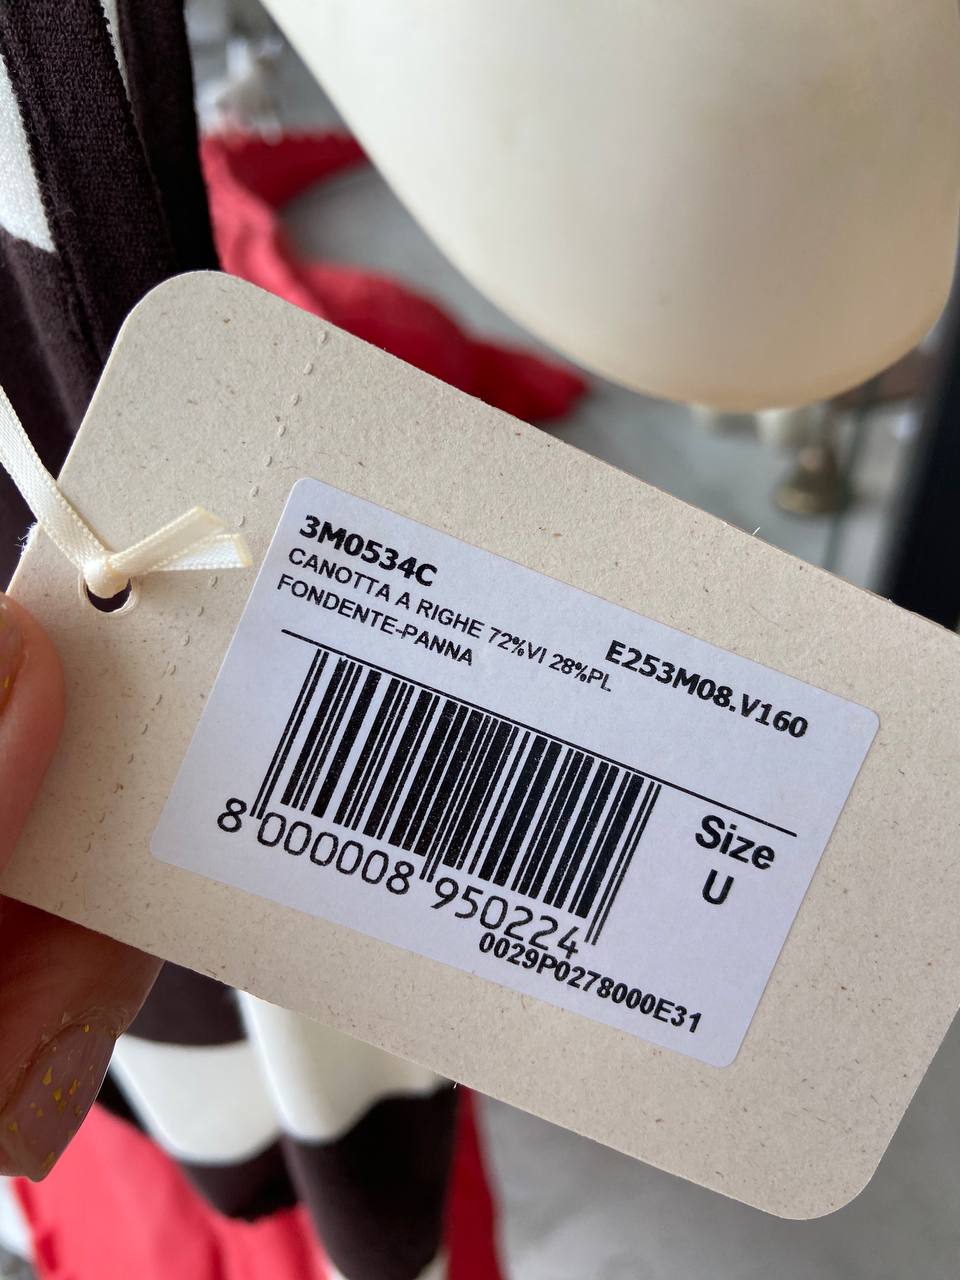 3M0534C
CANOTTA A RIGHE 72%VI 28%PL
FONDENTE-PANNA
E253M08.V160
Size
U
8 000008 950224
0029P0278000E31